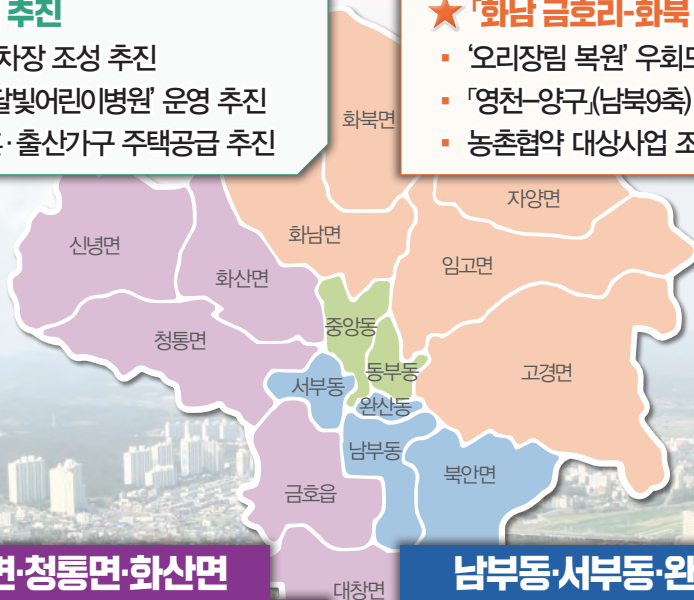 추진
차장 조성 추진
달빛어린이병원’ 운영 추진
·출산가구 주택공급 추진
★ 「화남 금호리-화북
▪ ‘오리장림 복원’ 우회도
▪ 「영천-양구」(남북9축)
▪ 농촌협약 대상사업 조
화북면
자양면
신녕면
화남면
화산면
임고면
청통면
중앙동
동부동
고경면
서부동
완산동
남부동
북안면
금호읍
대창면
면·청통면·화산면
남부동·서부동·완